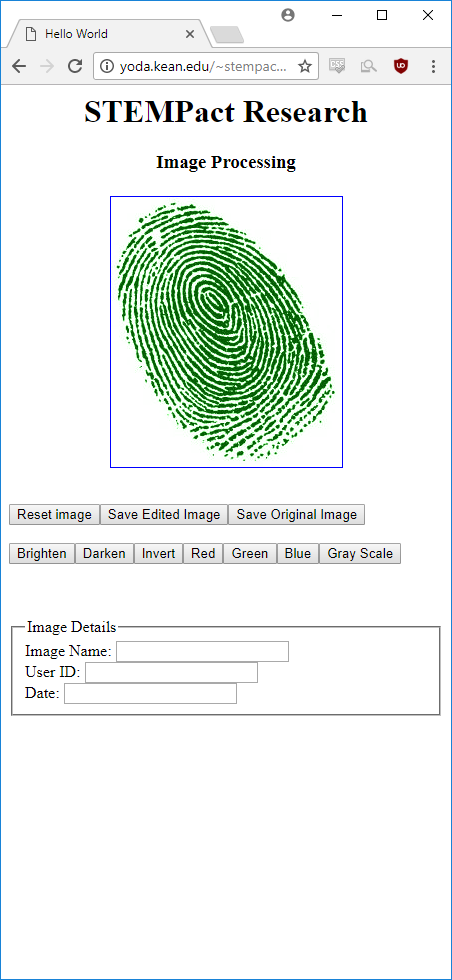 Hello World
yoda.kean.edu/~stempac...
STEMPact Research
Image Processing
Reset image Save Edited Image Save Original Image
Brighten Darken Invert Red Green Blue Gray Scale
Image Details
Image Name:
User ID:
Date: